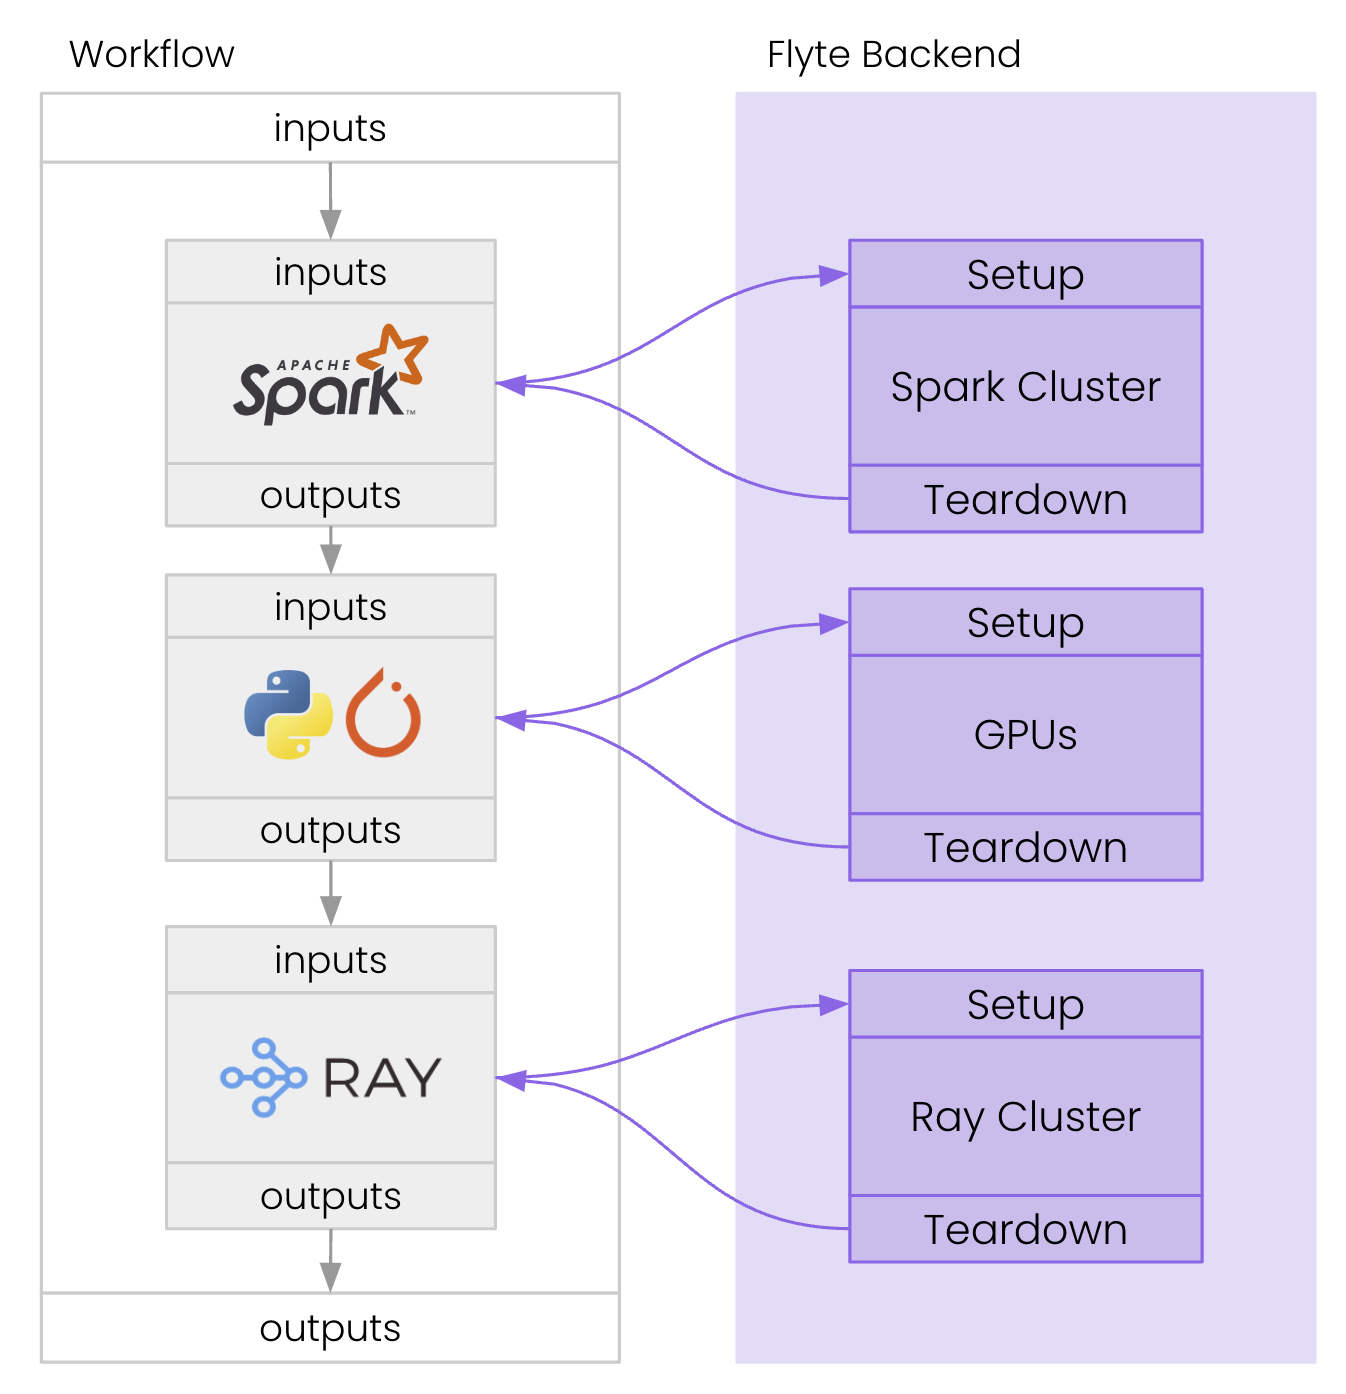 Workflow
inputs
inputs
APACHE
Spark™
outputs
inputs
outputs
inputs
RAY
outputs
outputs
Flyte Backend
Setup
Spark Cluster
Teardown
Setup
GPUs
Teardown
Setup
Ray Cluster
Teardown